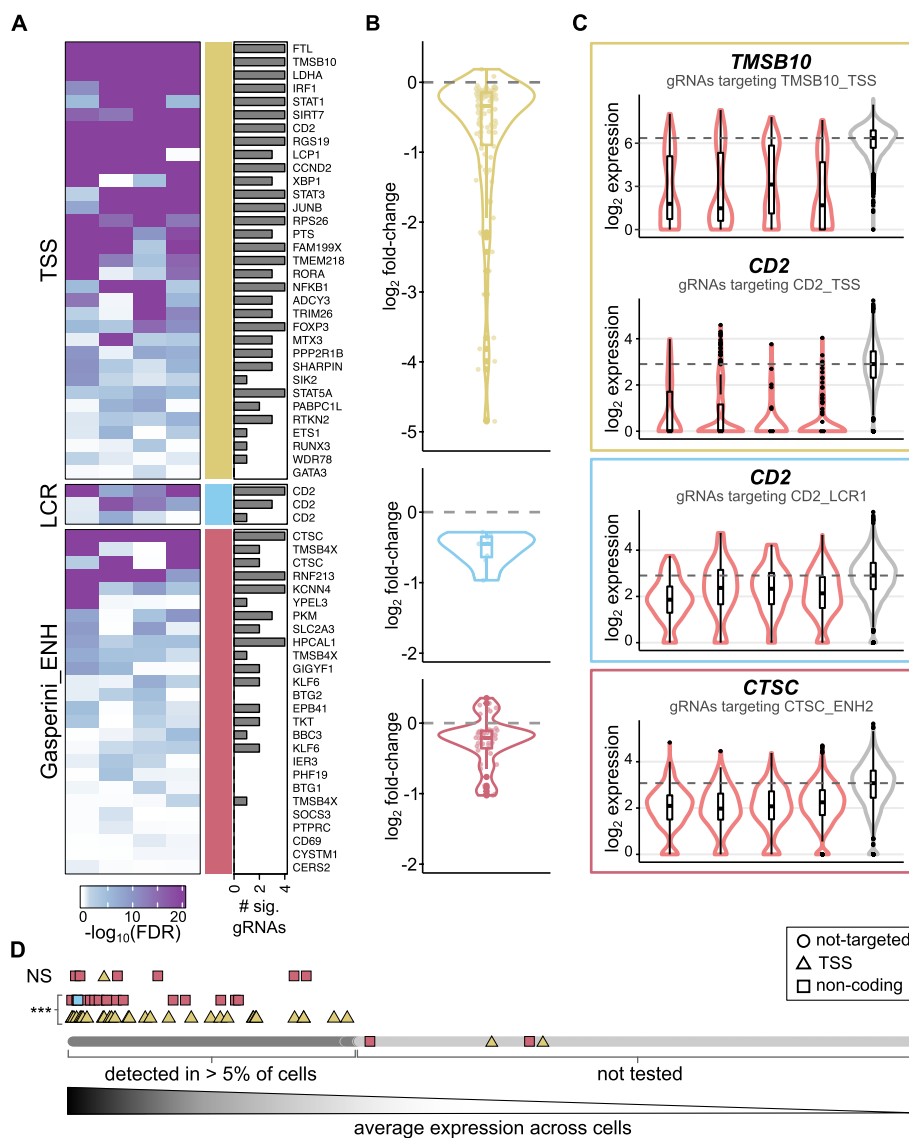 A
TSS
FTL
TMSB10
LDHA
IRF1
STAT1
SIRT7
CD2
RGS19
LCP1
CCND2
XBP1
STAT3
JUNB
RPS26
PTS
FAM199X
TMEM218
RORA
NFKB1
ADCY3
TRIM26
FOXP3
MTX3
PPP2R1B
SHARPIN
SIK2
STAT5A
PABPC1L
RTKN2
ETS1
RUNX3
WDR78
GATA3
LCR
CD2
CD2
CD2
Gasperini_ENH
CTSC
TMSB4X
CTSC
RNF213
KCNN4
YPEL3
PKM
SLC2A3
HPCAL1
TMSB4X
GIGYF1
KLF6
BTG2
EPB41
TKT
BBC3
KLF6
IER3
PHF19
BTG1
TMSB4X
SOCS3
PTPRC
CD69
CYSTM1
CERS2
0 10 20
-log10(FDR)
0 1 2 3 4
# sig.
gRNAs
B
log2 fold-change
0
-1
-2
-3
-4
-5
log2 fold-change
0
-1
-2
log2 fold-change
0
-1
-2
C
TMSB10
gRNAs targeting TMSB10_TSS
log2 expression
6
3
0
CD2
gRNAs targeting CD2_TSS
log2 expression
4
2
0
CD2
gRNAs targeting CD2_LCR1
log2 expression
4
2
0
CTSC
gRNAs targeting CTSC_ENH2
log2 expression
4
2
0
D
NS
***
not-targeted
TSS
non-coding
detected in > 5% of cells
not tested
average expression across cells